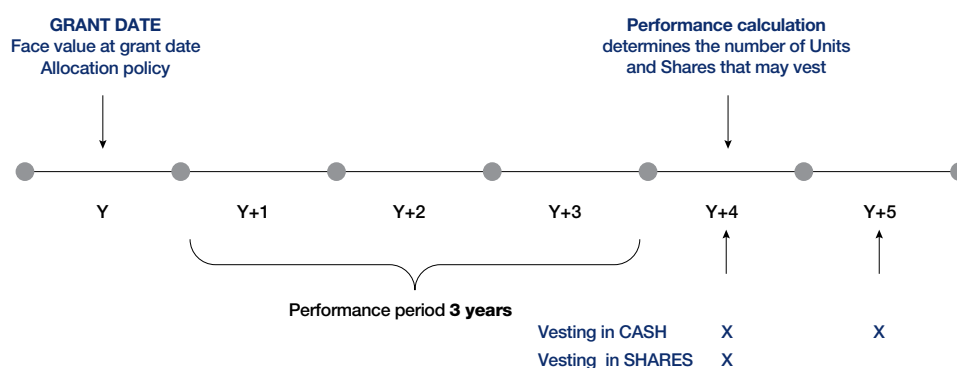 GRANT DATE
Face value at grant date
Allocation policy
Performance calculation
determines the number of Units
and Shares that may vest
Y
Y+1
Y+2
Y+3
Y+4
Y+5
Performance period 3 years
Vesting in CASH X X
Vesting in SHARES X